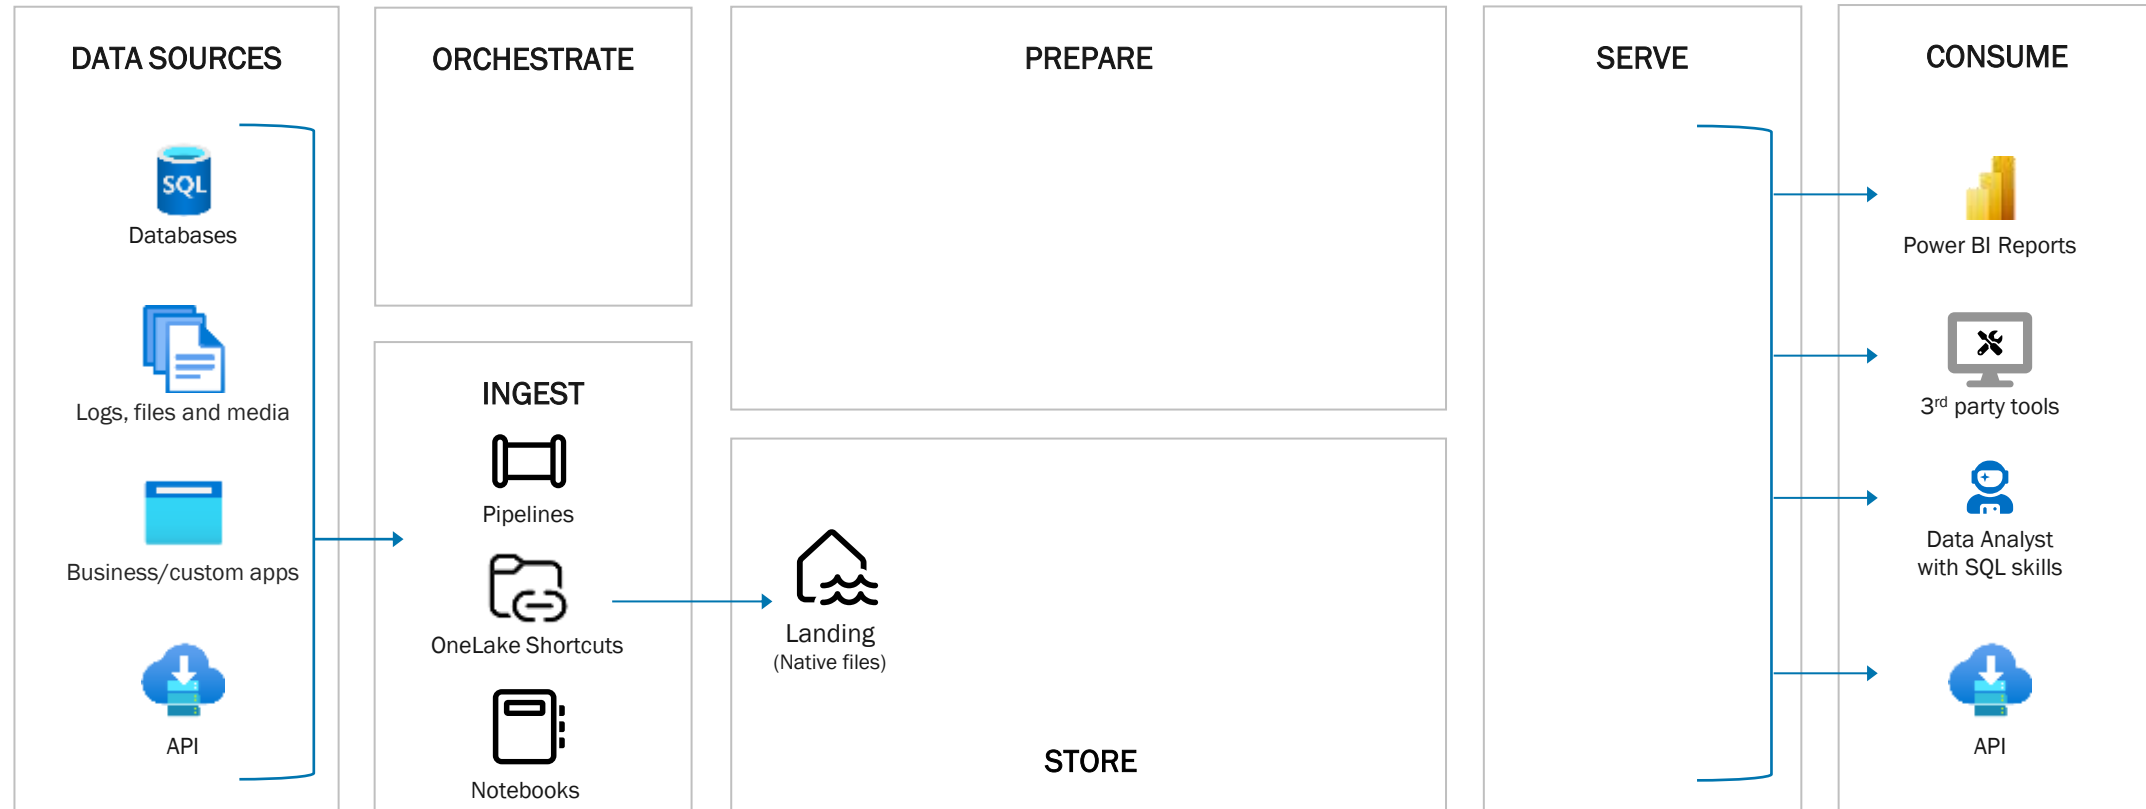 DATA SOURCES
SQL
Databases
Logs, files and media
Business/custom apps
API
ORCHESTRATE
INGEST
Pipelines
OneLake Shortcuts
Notebooks
PREPARE
Landing
(Native files)
STORE
SERVE
CONSUME
Power BI Reports
3rd party tools
Data Analyst
with SQL skills
API